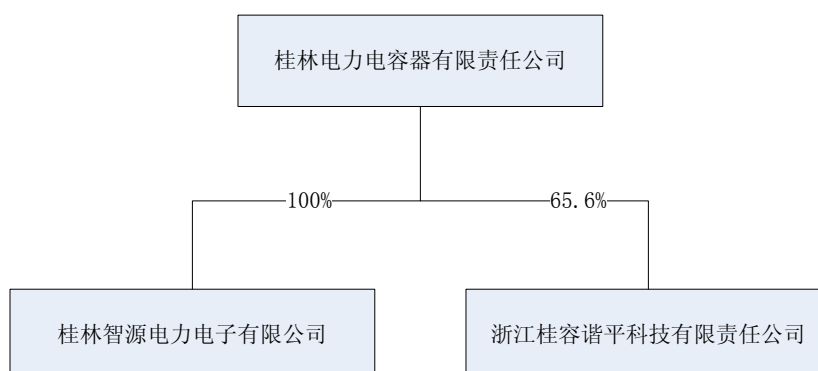 桂林电力电容器有限责任公司
100%
65.6%
桂林智源电力电子有限公司
浙江桂容谐平科技有限责任公司